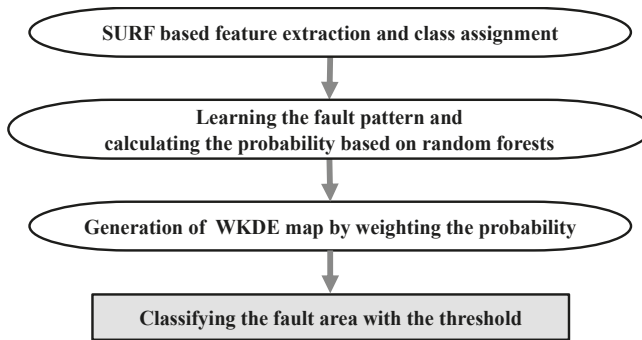 SURF based feature extraction and class assignment
Learning the fault pattern and
calculating the probability based on random forests
Generation of WKDE map by weighting the probability
Classifying the fault area with the threshold